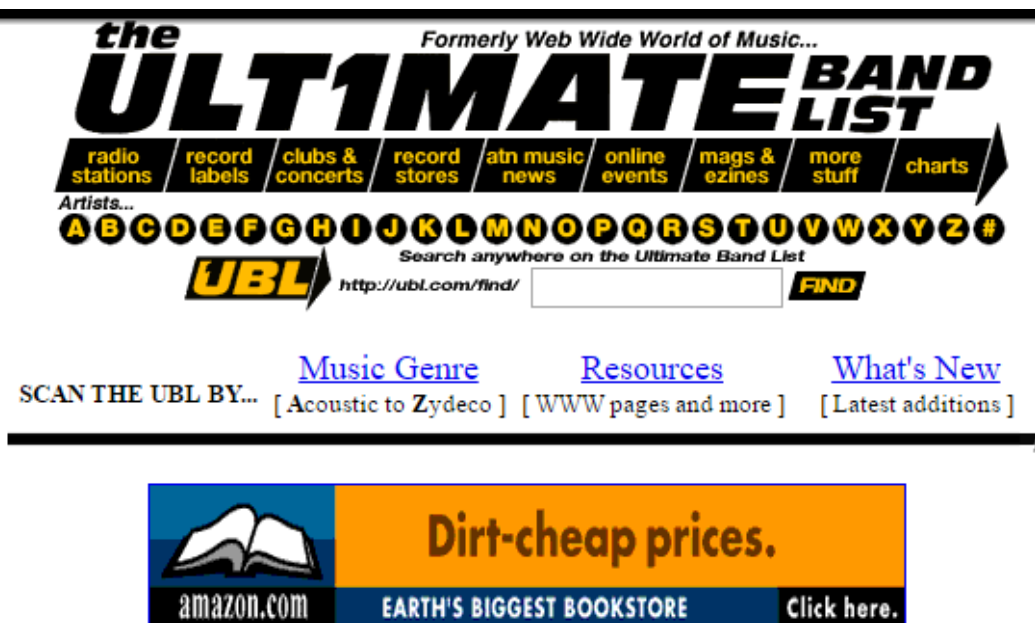 the
Formerly Web Wide World of Music...
ULT1MATE BAND LIST
radio stations record labels clubs & concerts record stores atn music news online events mags & ezines more stuff charts
Artists...
A B C D E F G H I J K L M N O P Q R S T U V W X Y Z #
Search anywhere on the Ultimate Band List
UBL http://ubl.com/find/ FIND
SCAN THE UBL BY... Music Genre Resources What's New
[ Acoustic to Zydeco ] [ WWW pages and more ] [ Latest additions ]
Dirt-cheap prices.
amazon.com EARTH'S BIGGEST BOOKSTORE Click here.